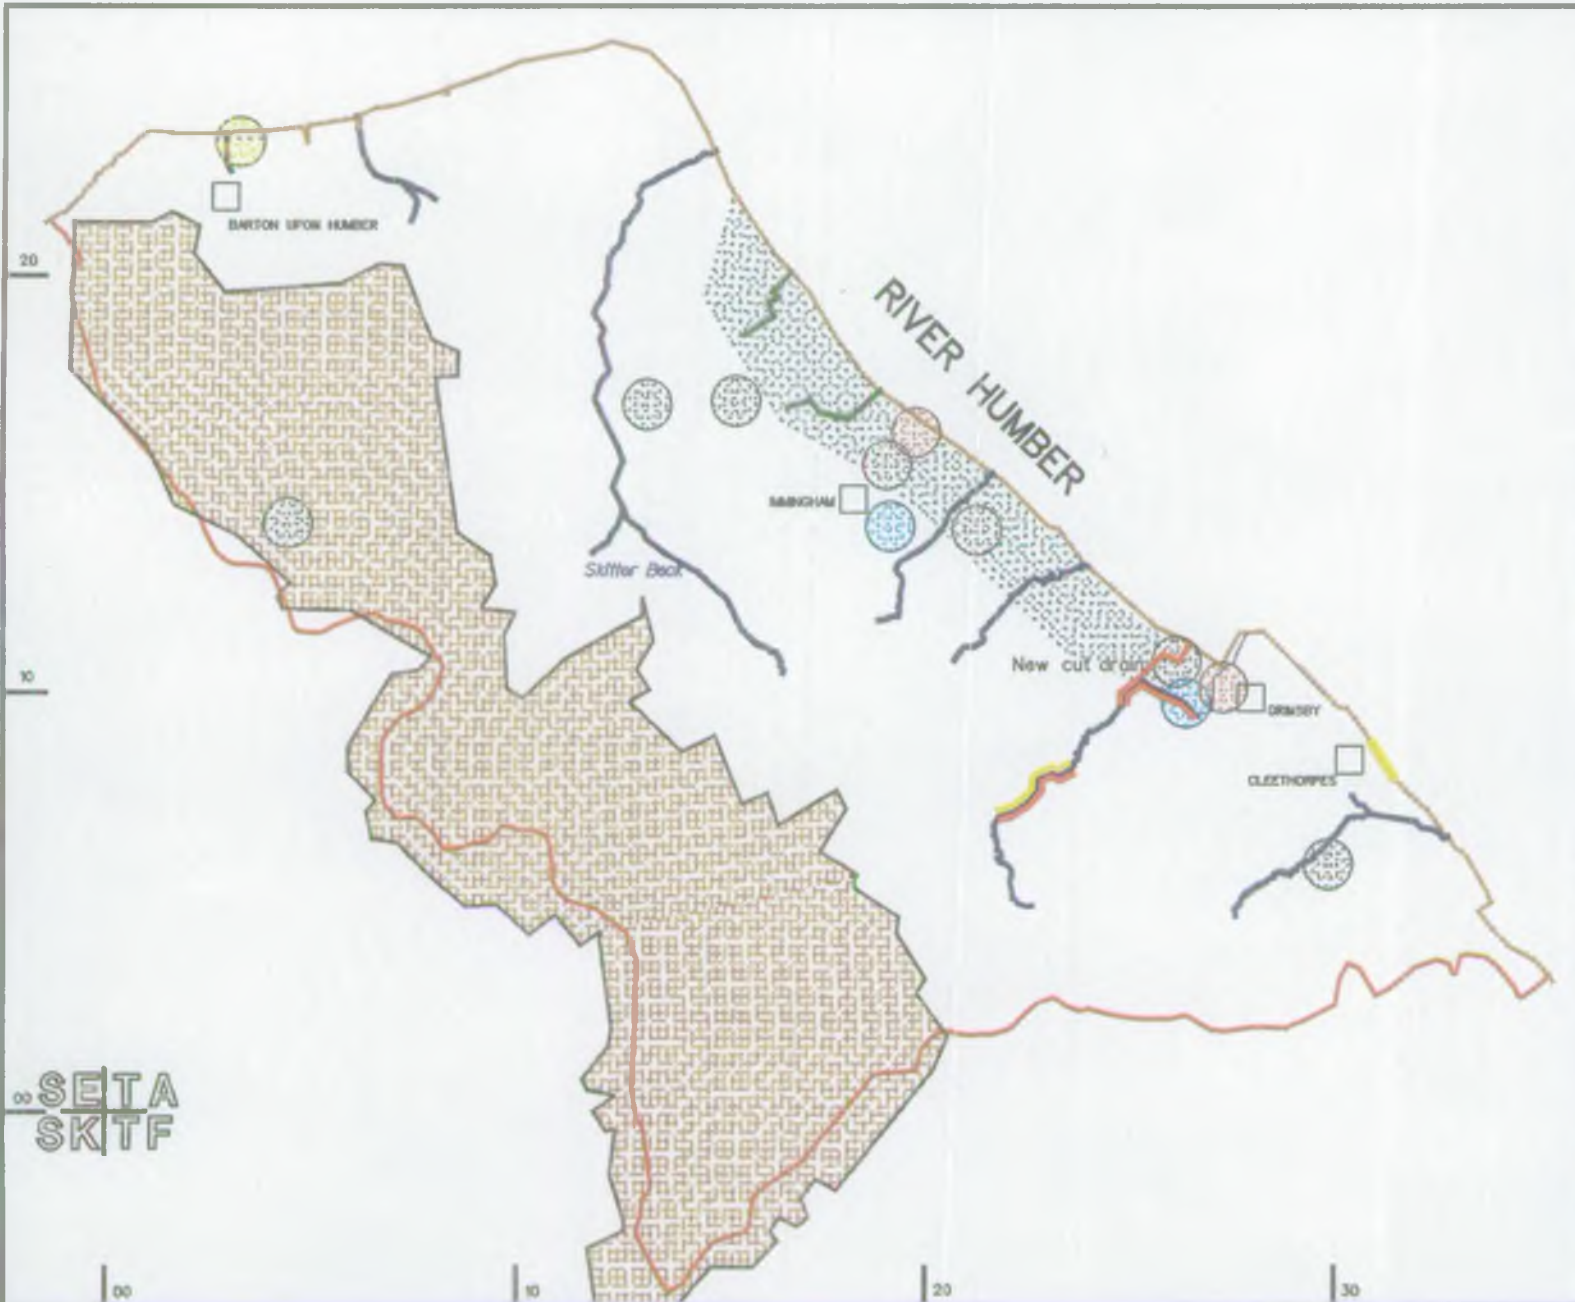 BARTON UPON HUMBER
20
RIVER HUMBER
IMMINGHAM
Skitter Beck
New cut drain
10
GRIMSBY
CLEETHORPES
00
SE TA
SK TF
00
10
20
30